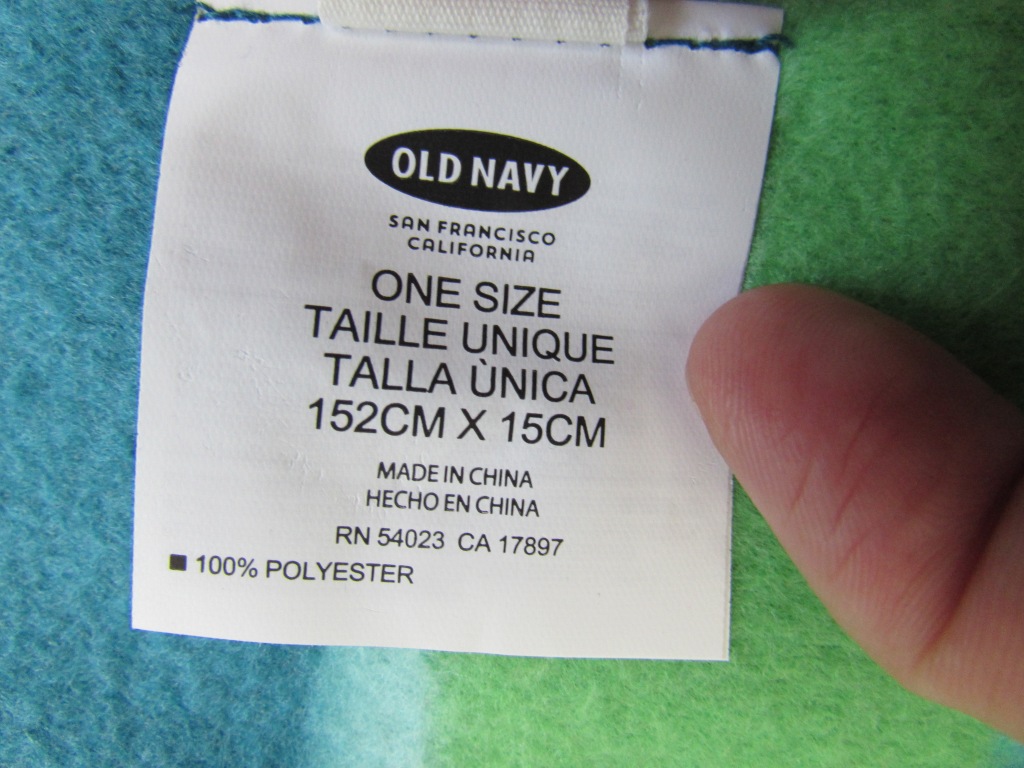 OLD NAVY
SAN FRANCISCO
CALIFORNIA
ONE SIZE
TAILLE UNIQUE
TALLA ÙNICA
152CM X 15CM
MADE IN CHINA
HECHO EN CHINA
RN 54023 CA 17897
■ 100% POLYESTER